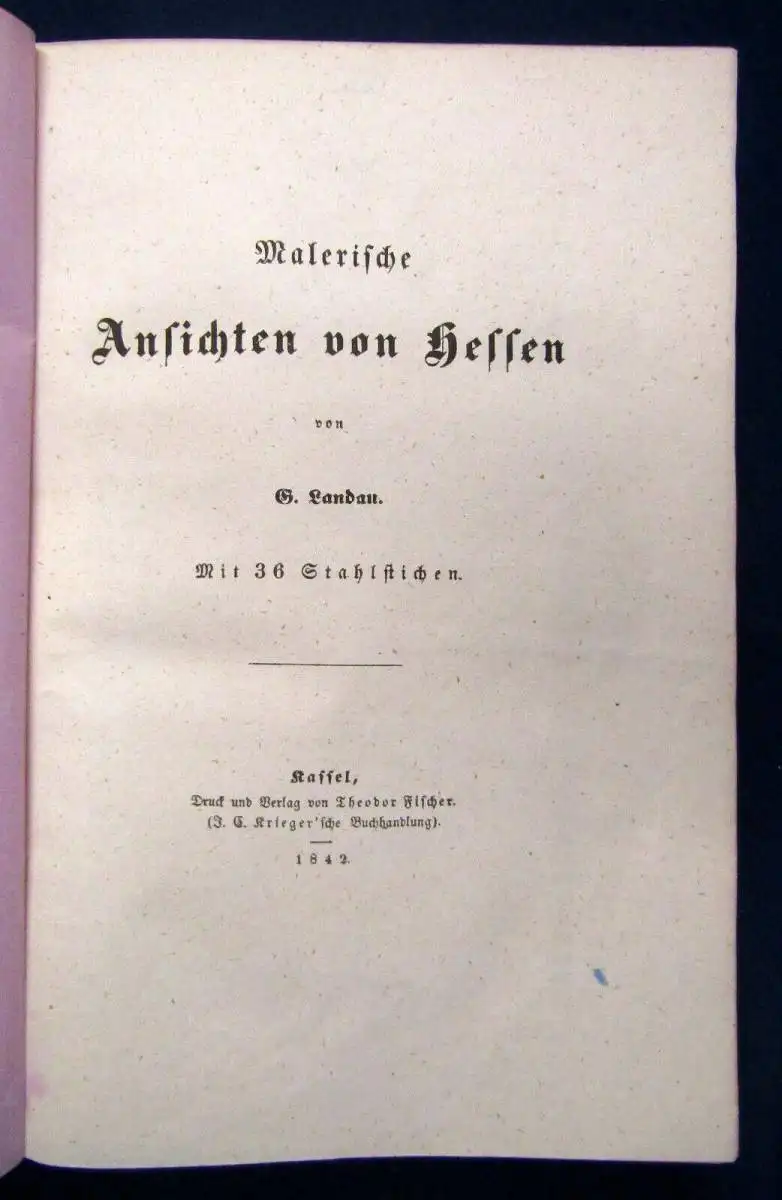 Maleriſche
Anſichten von Heſſen
von
G. Landau.
Mit 36 Stahlſtichen.
Kaſſel,
Druck und Verlag von Theodor Fiſcher.
(J. C. Krieger'ſche Buchhandlung).
1842.